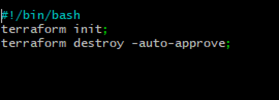 #!/bin/bash
terraform init;
terraform destroy -auto-approve;